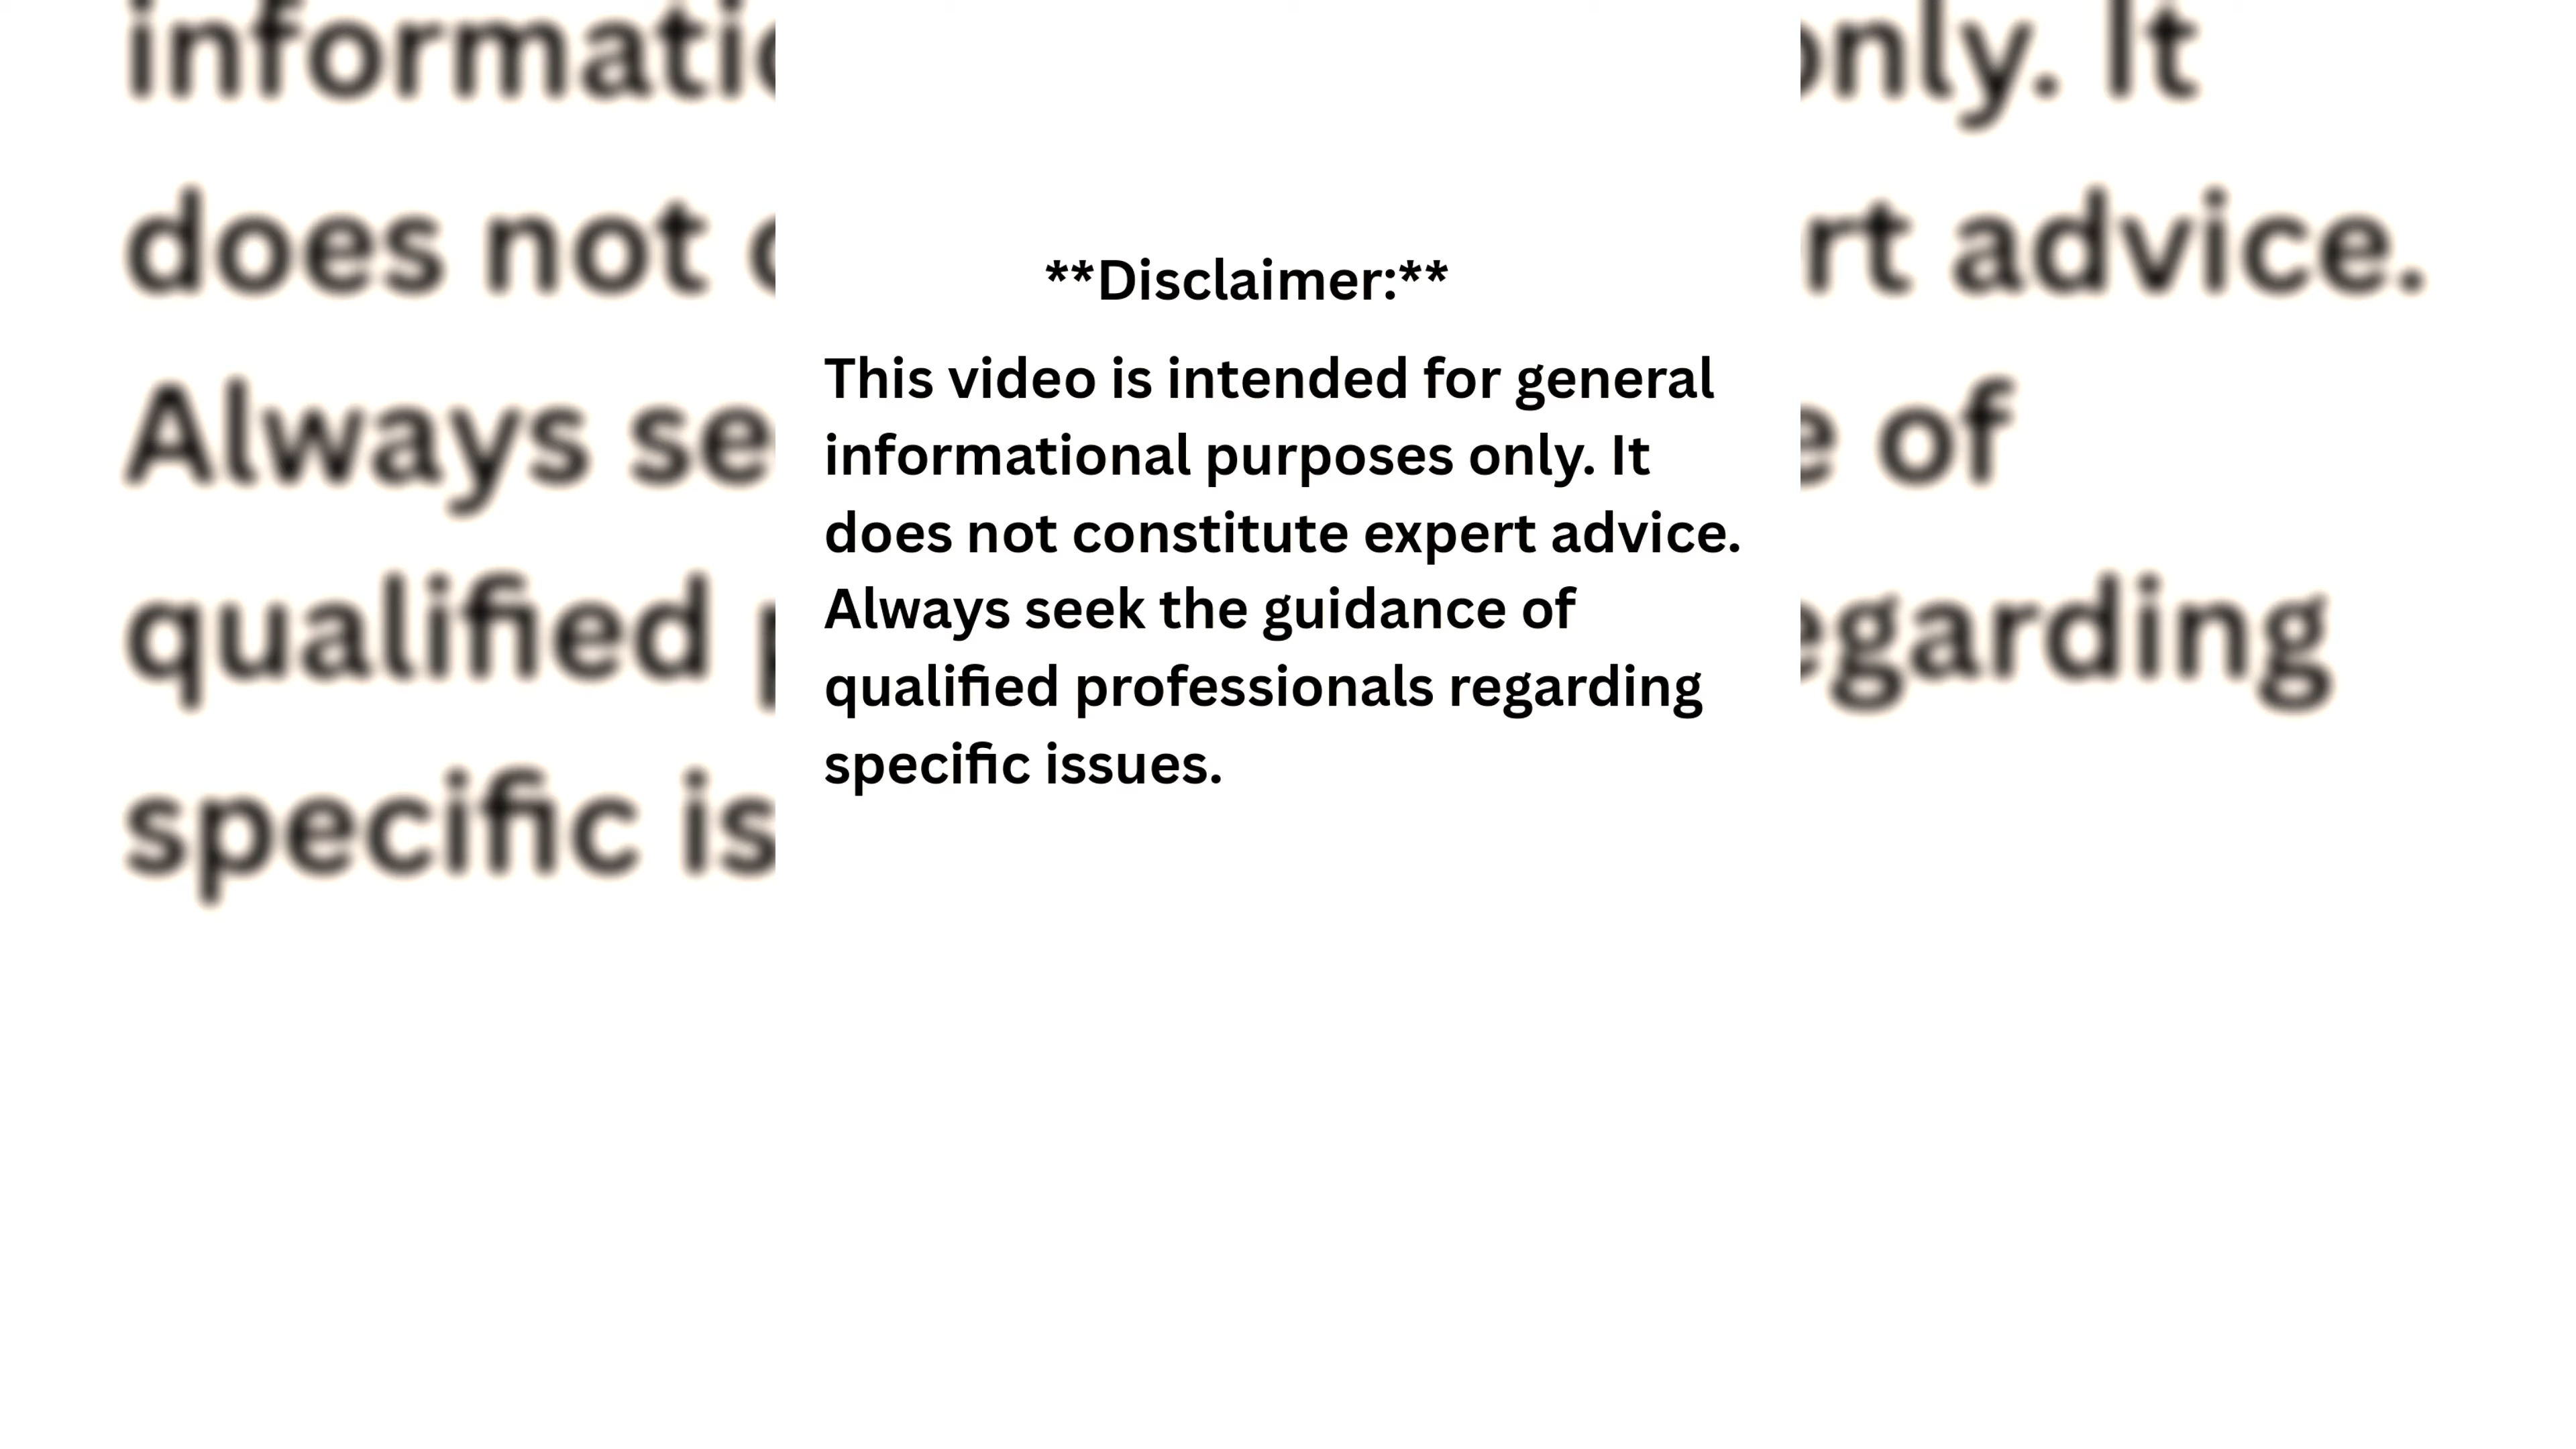 **Disclaimer:**
This video is intended for general
informational purposes only. It
does not constitute expert advice.
Always seek the guidance of
qualified professionals regarding
specific issues.